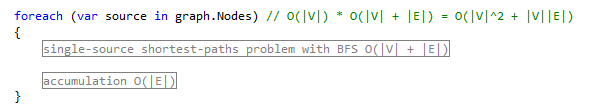 foreach (var source in graph.Nodes) // O(|V|) * O(|V| + |E|) = O(|V|^2 + |V||E|)
{
single-source shortest-paths problem with BFS O(|V| + |E|)
accumulation O(|E|)
}